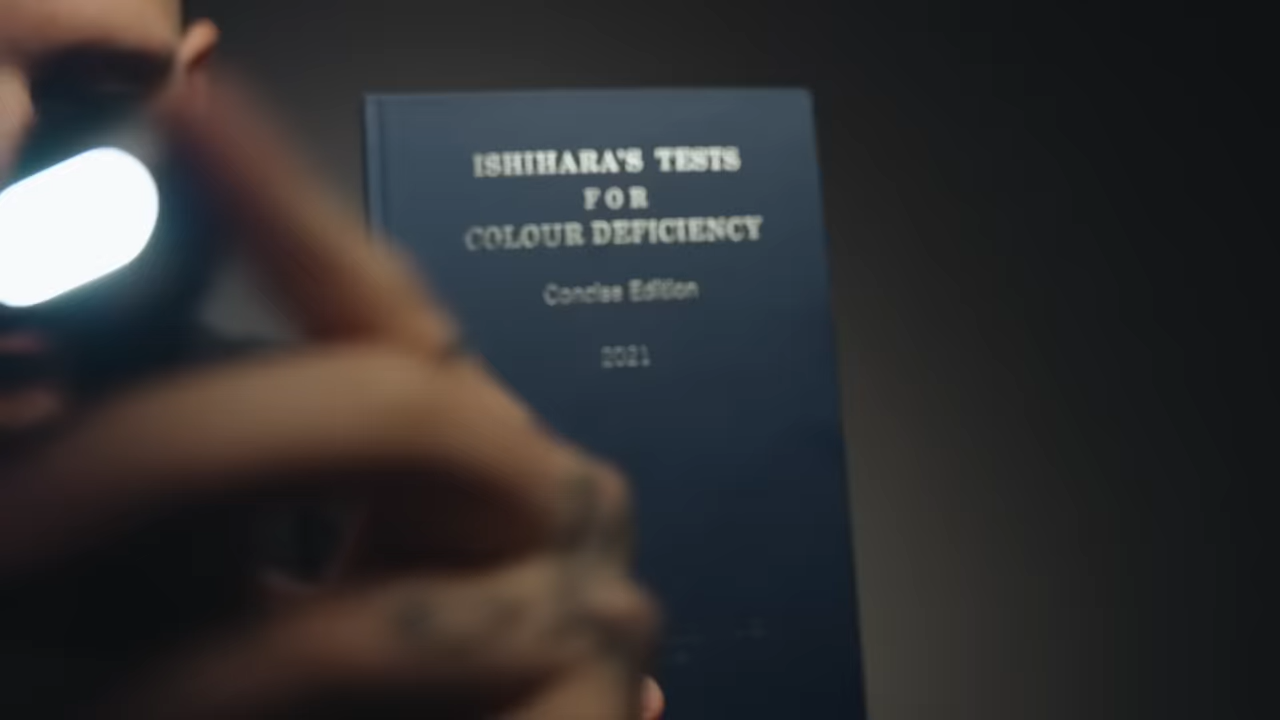 ISHIHARA'S TESTS
FOR
COLOUR DEFICIENCY
Concise Edition
2021